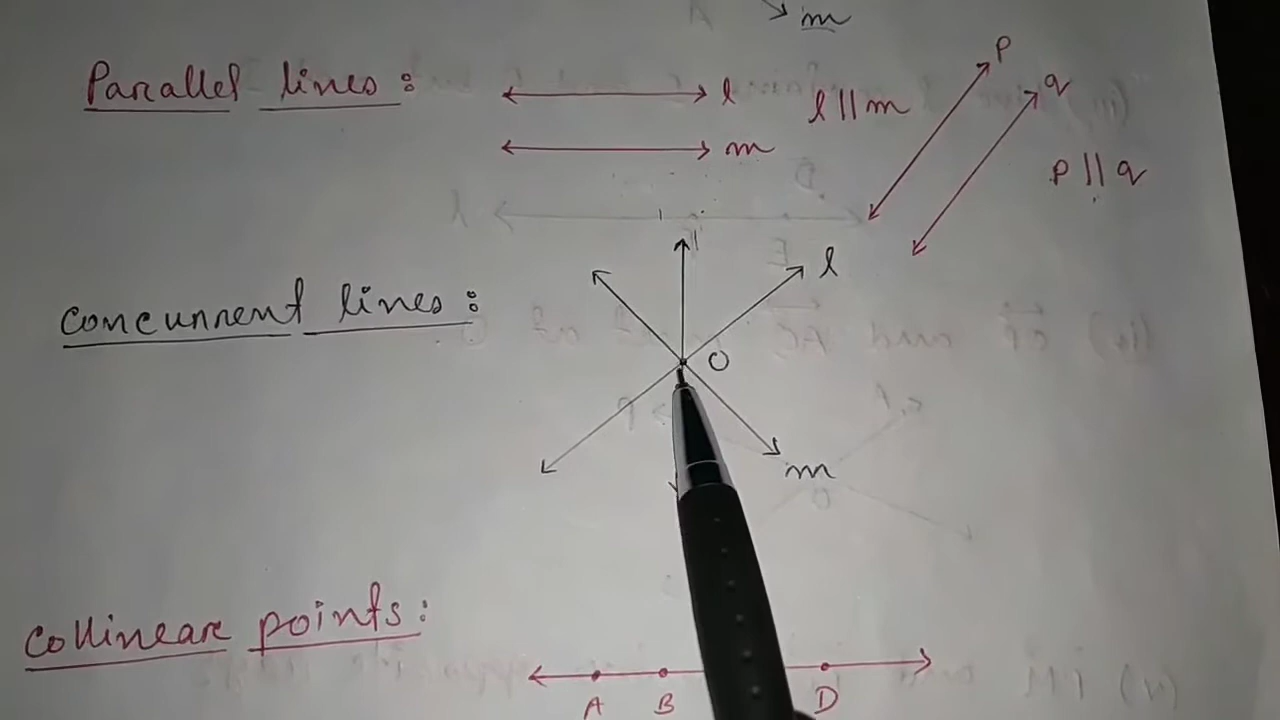 m
Parallel lines :
l
l || m
m
P
q
p || q
Concurrent lines :
l
O
m
Collinear points :
A B D